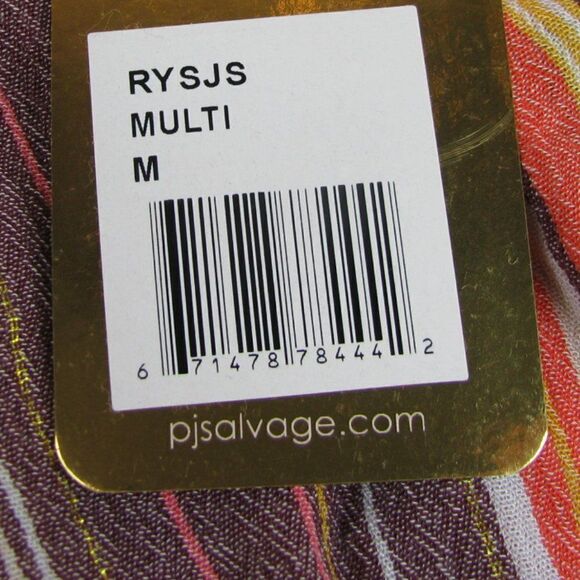 RYSJS
MULTI
M
6 71478 78444 2
pjsalvage.com